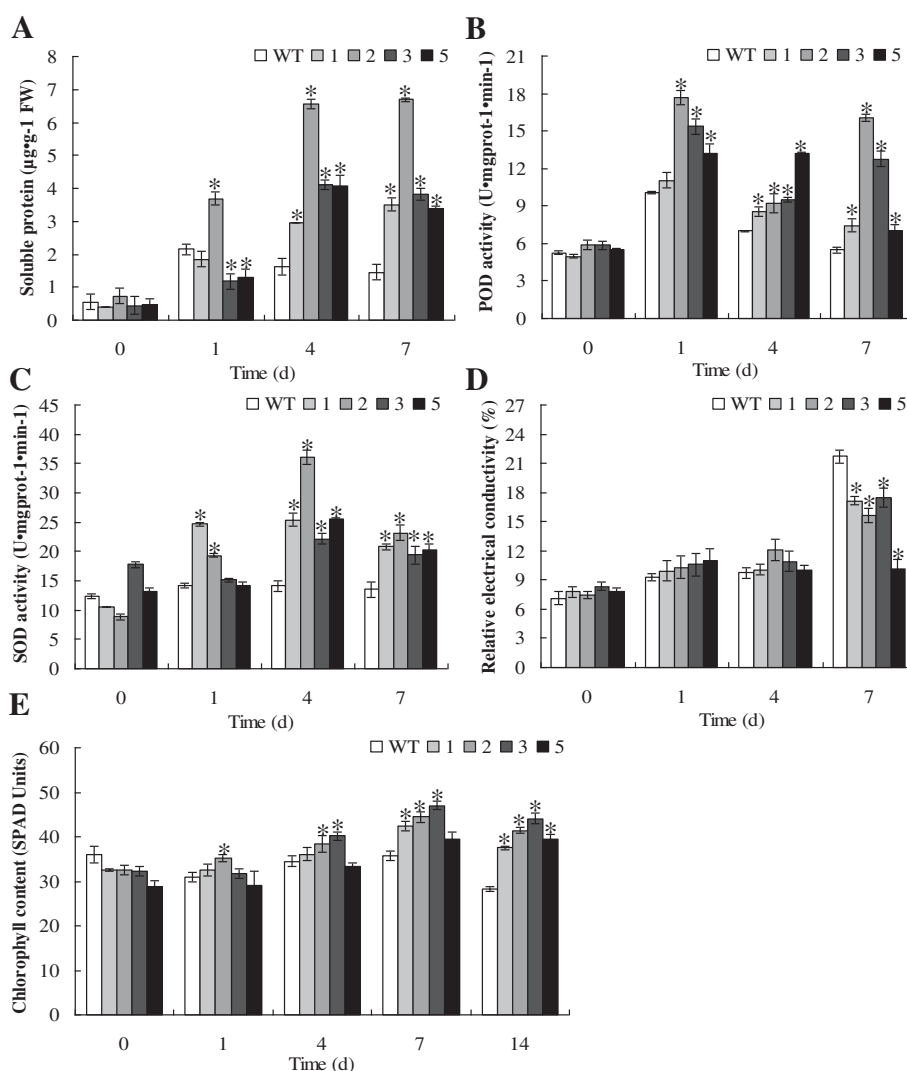 A
Soluble protein (µg•g-1 FW)
8
7
6
5
4
3
2
1
0
WT 1 2 3 5
* * * * * * * * * * *
0 1 4 7
Time (d)
B
POD activity (U•mgprot-1•min-1)
21
18
15
12
9
6
3
0
WT 1 2 3 5
* * * * * * * * * * *
0 1 4 7
Time (d)
C
SOD activity (U•mgprot-1•min-1)
45
40
35
30
25
20
15
10
5
0
WT 1 2 3 5
* * * * * * * * * *
0 1 4 7
Time (d)
D
Relative electrical conductivity (%)
27
24
21
18
15
12
9
6
3
0
WT 1 2 3 5
* * * *
0 1 4 7
Time (d)
E
Chlorophyll content (SPAD Units)
60
50
40
30
20
10
0
WT 1 2 3 5
* * * * * * * * * *
0 1 4 7 14
Time (d)